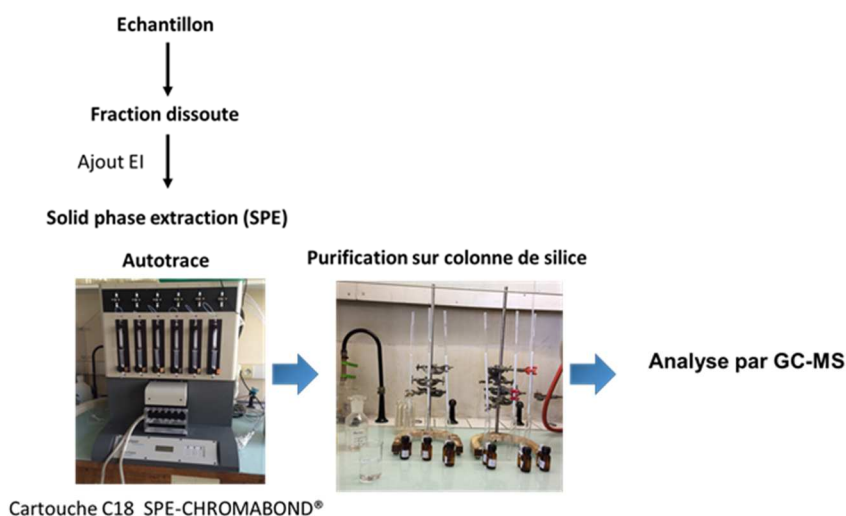 Echantillon
Fraction dissoute
Ajout EI
Solid phase extraction (SPE)
Autotrace
Purification sur colonne de silice
Analyse par GC-MS
Cartouche C18 SPE-CHROMABOND®